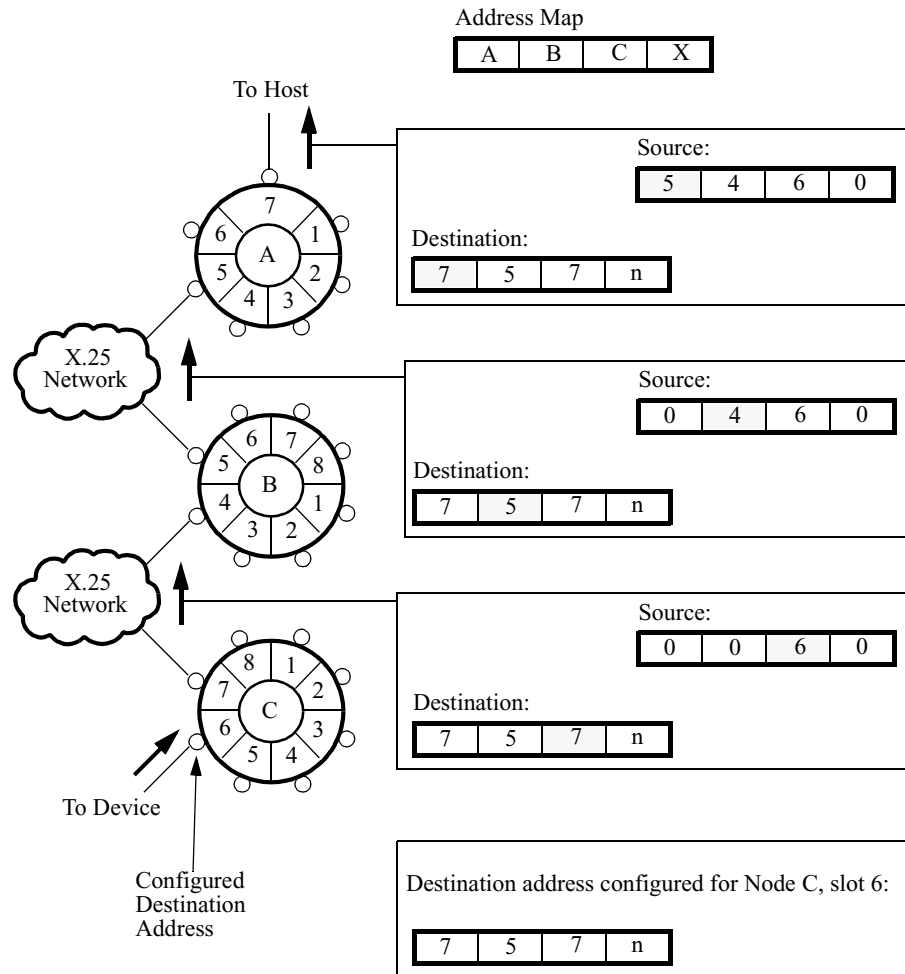 Address Map
A B C X
To Host
Source:
5 4 6 0
Destination:
7 5 7 n
7
6 1
A
5 2
4 3
X.25
Network
Source:
0 4 6 0
Destination:
7 5 7 n
6 7
5 8
B
4 1
3 2
X.25
Network
Source:
0 0 6 0
Destination:
7 5 7 n
8 1
7 2
C
6 3
5 4
To Device
Configured
Destination
Address
Destination address configured for Node C, slot 6:
7 5 7 n